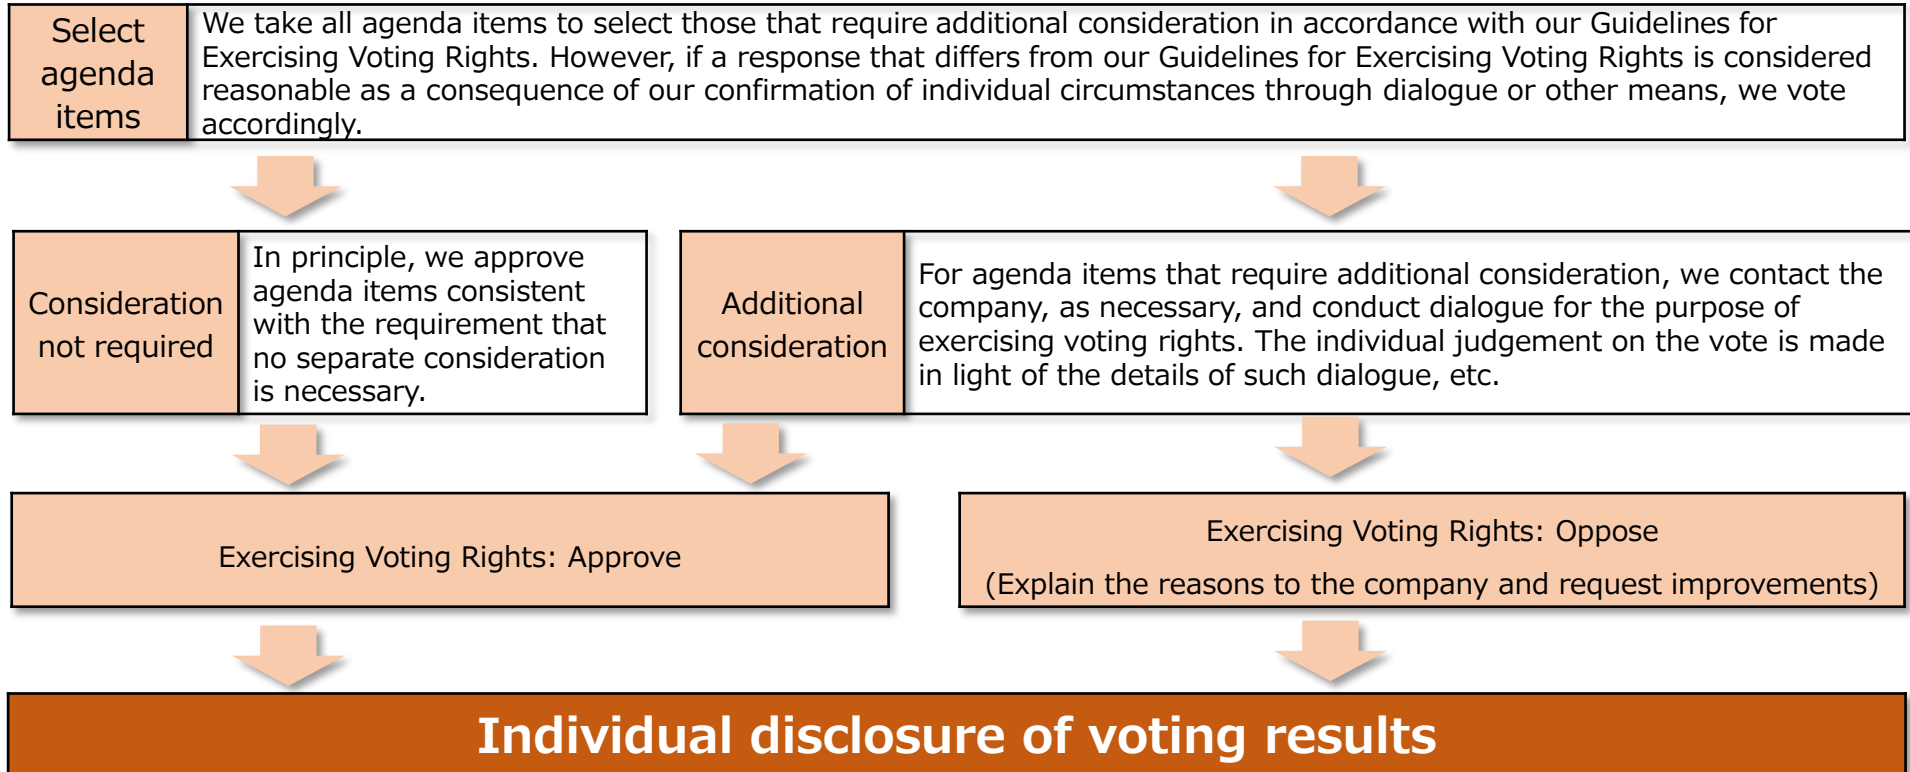 Select
agenda
items
We take all agenda items to select those that require additional consideration in accordance with our Guidelines for
Exercising Voting Rights. However, if a response that differs from our Guidelines for Exercising Voting Rights is considered
reasonable as a consequence of our confirmation of individual circumstances through dialogue or other means, we vote
accordingly.
Consideration
not required
In principle, we approve
agenda items consistent
with the requirement that
no separate consideration
is necessary.
Additional
consideration
For agenda items that require additional consideration, we contact the
company, as necessary, and conduct dialogue for the purpose of
exercising voting rights. The individual judgement on the vote is made
in light of the details of such dialogue, etc.
Exercising Voting Rights: Approve
Exercising Voting Rights: Oppose
(Explain the reasons to the company and request improvements)
Individual disclosure of voting results